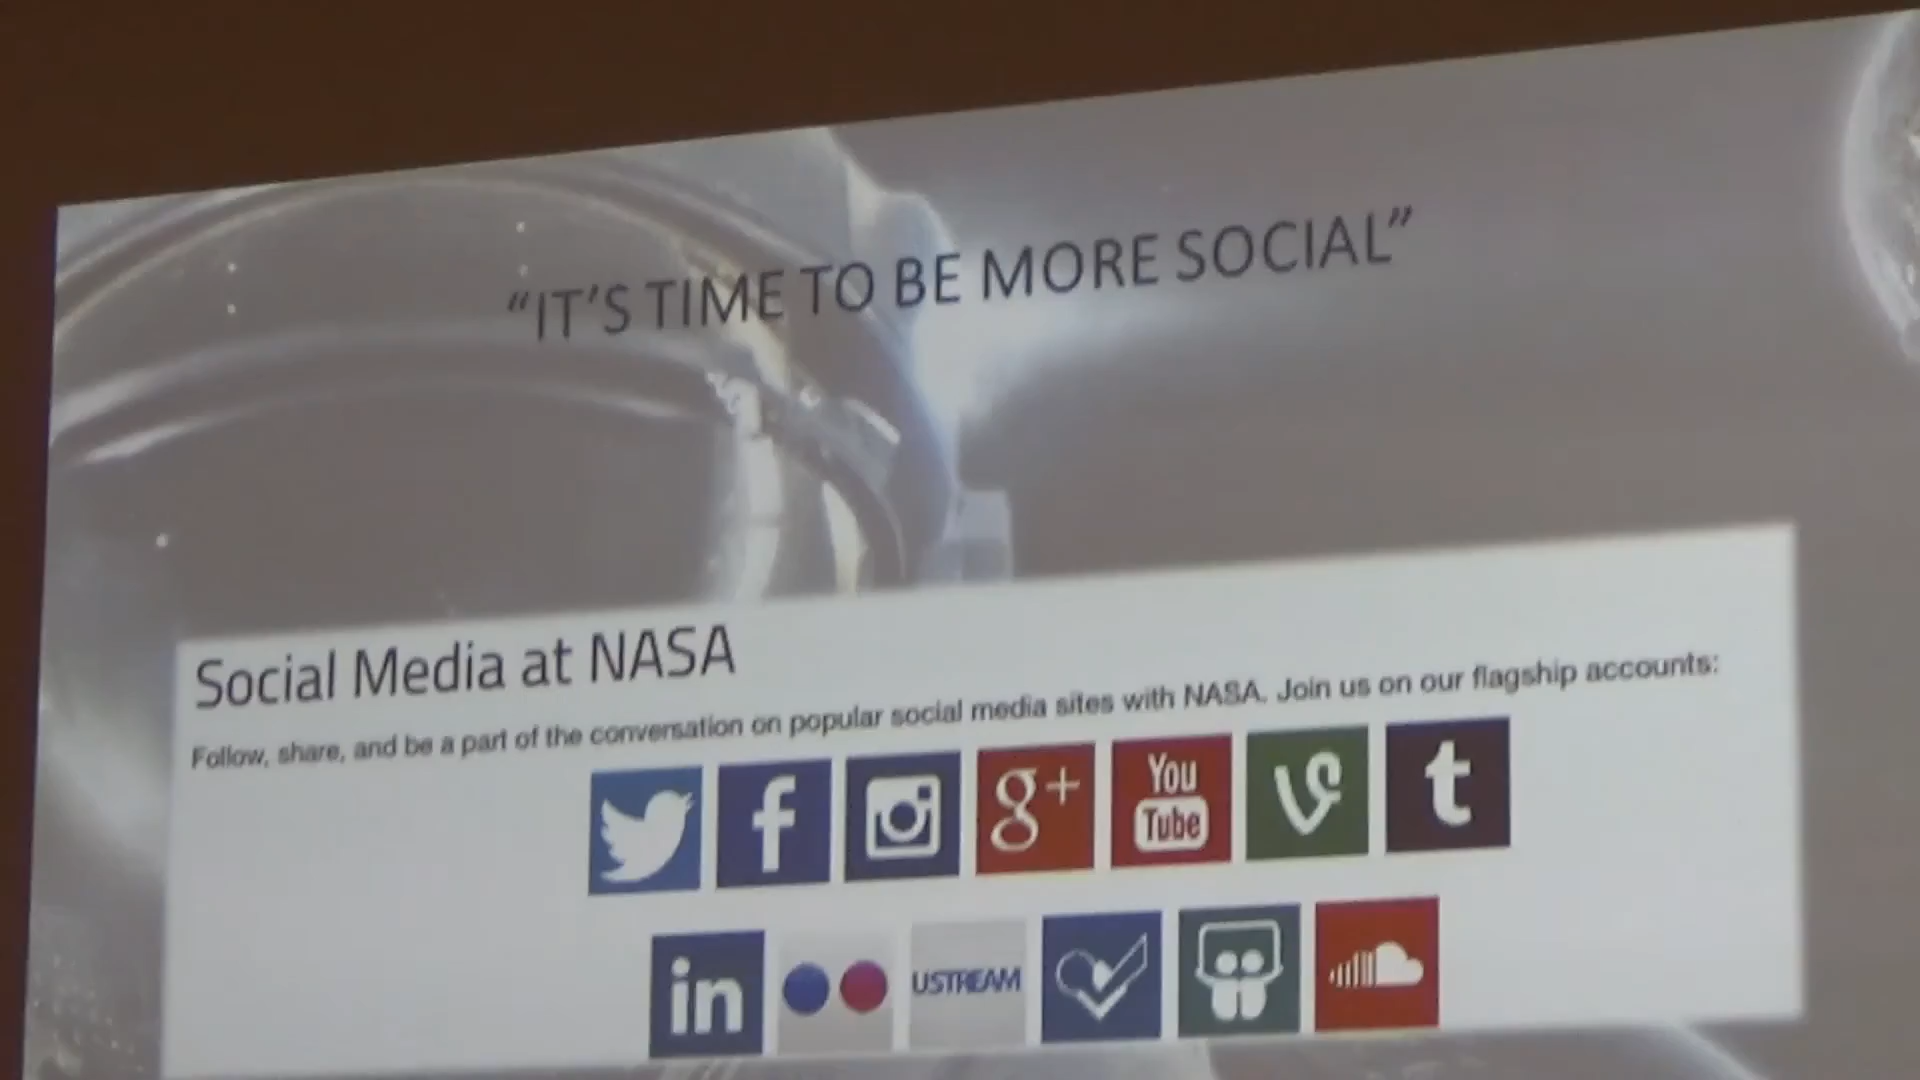 “IT’S TIME TO BE MORE SOCIAL”
Social Media at NASA
Follow, share, and be a part of the conversation on popular social media sites with NASA. Join us on our flagship accounts:
f g+ You Tube t
in USTREAM